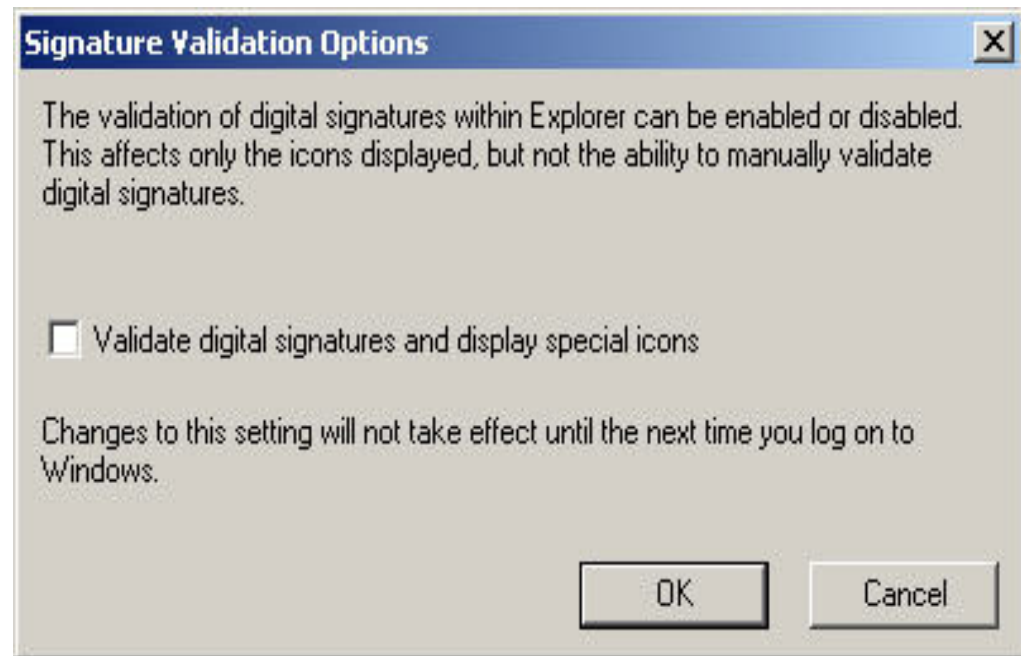 Signature Validation Options
The validation of digital signatures within Explorer can be enabled or disabled.
This affects only the icons displayed, but not the ability to manually validate
digital signatures.
Validate digital signatures and display special icons
Changes to this setting will not take effect until the next time you log on to
Windows.
OK Cancel